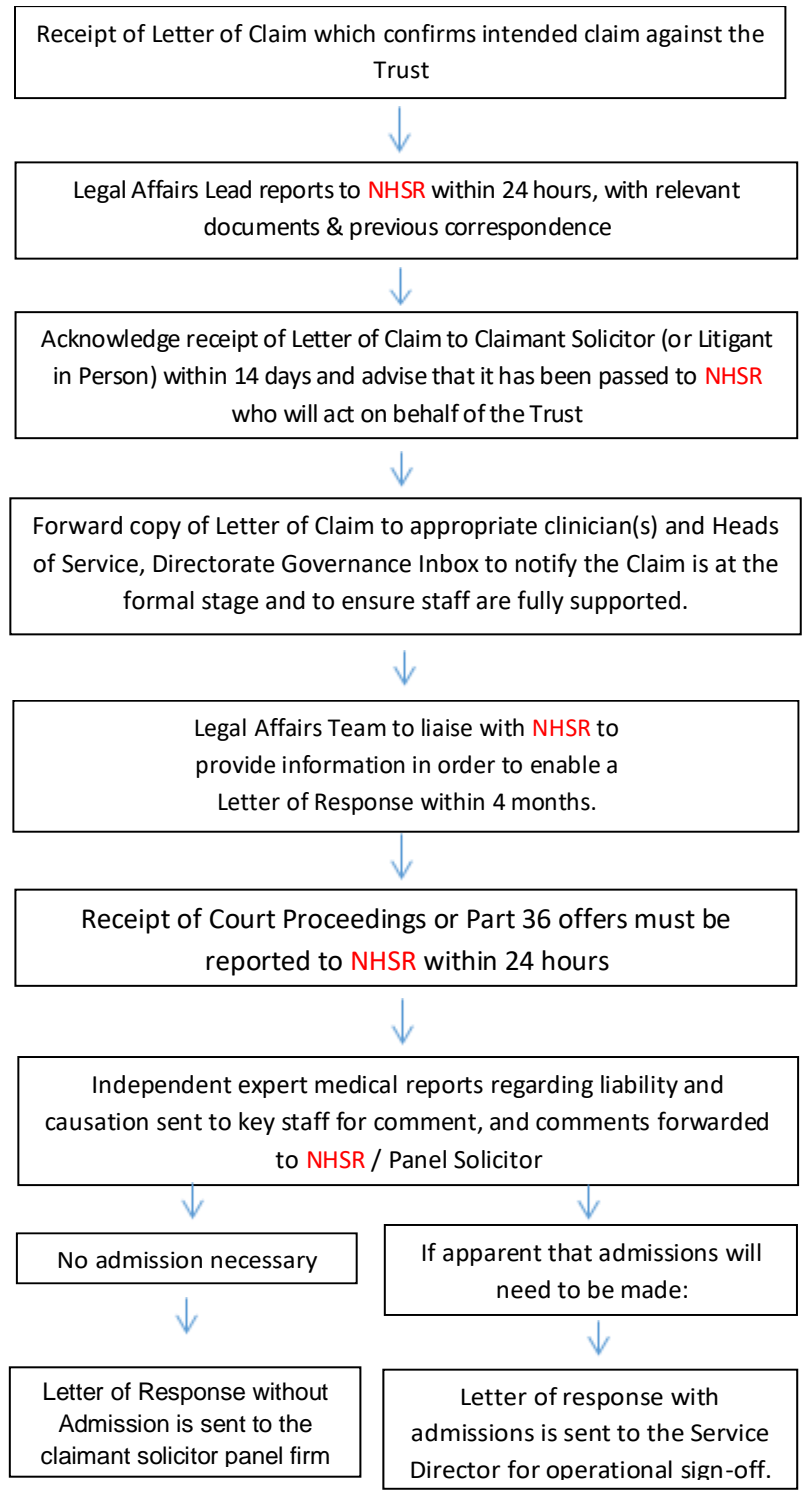 Receipt of Letter of Claim which confirms intended claim against the
Trust
Legal Affairs Lead reports to NHSR within 24 hours, with relevant
documents & previous correspondence
Acknowledge receipt of Letter of Claim to Claimant Solicitor (or Litigant
in Person) within 14 days and advise that it has been passed to NHSR
who will act on behalf of the Trust
Forward copy of Letter of Claim to appropriate clinician(s) and Heads
of Service, Directorate Governance Inbox to notify the Claim is at the
formal stage and to ensure staff are fully supported.
Legal Affairs Team to liaise with NHSR to
provide information in order to enable a
Letter of Response within 4 months.
Receipt of Court Proceedings or Part 36 offers must be
reported to NHSR within 24 hours
Independent expert medical reports regarding liability and
causation sent to key staff for comment, and comments forwarded
to NHSR / Panel Solicitor
No admission necessary
If apparent that admissions will
need to be made:
Letter of Response without
Admission is sent to the
claimant solicitor panel firm
Letter of response with
admissions is sent to the Service
Director for operational sign-off.